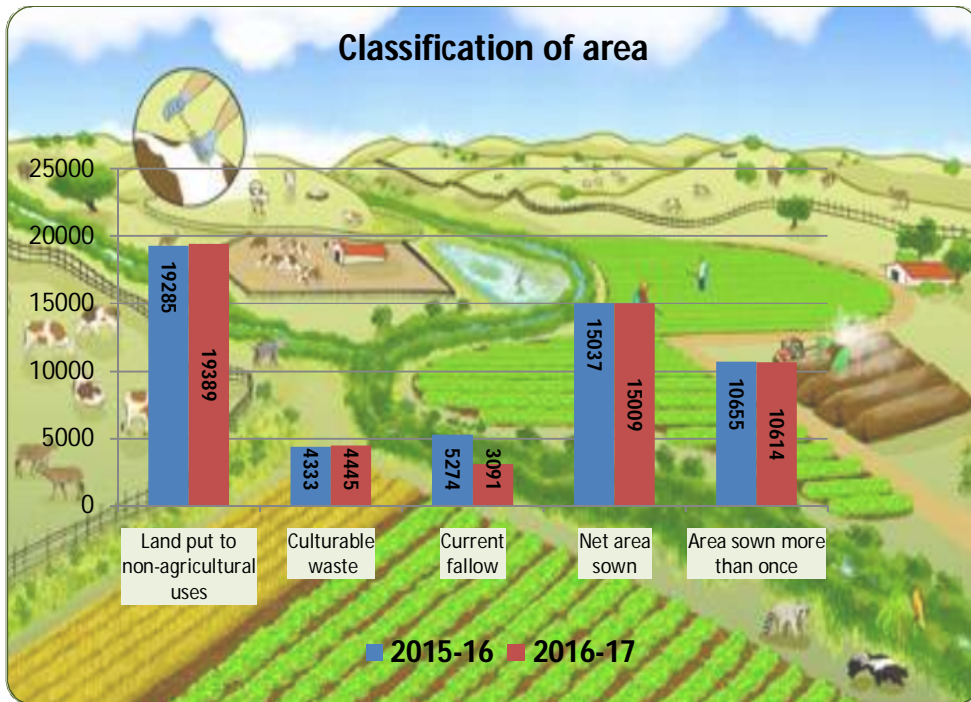 Classification of area
25000
20000
15000
10000
5000
0
19285
19389
4333
4445
5274
3091
15037
15009
10655
10614
Land put to
non-agricultural
uses
Culturable
waste
Current
fallow
Net area
sown
Area sown more
than once
2015-16 2016-17